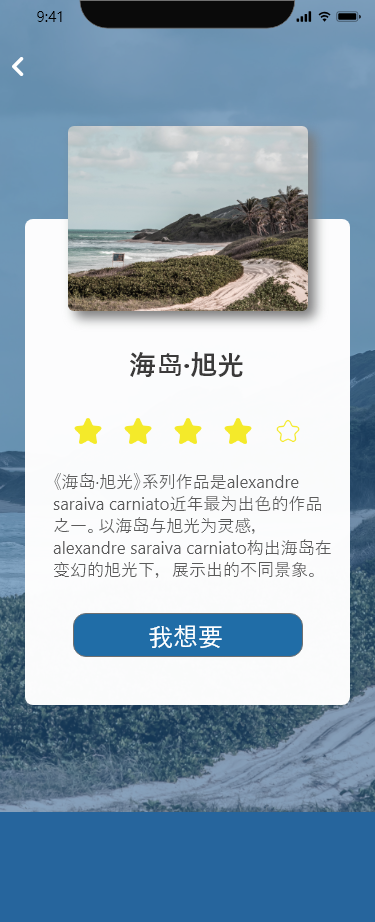 9:41
海岛·旭光
《海岛·旭光》系列作品是alexandre
saraiva carniato近年最为出色的作品
之一。以海岛与旭光为灵感，
alexandre saraiva carniato构出海岛在
变幻的旭光下，展示出的不同景象。
我想要